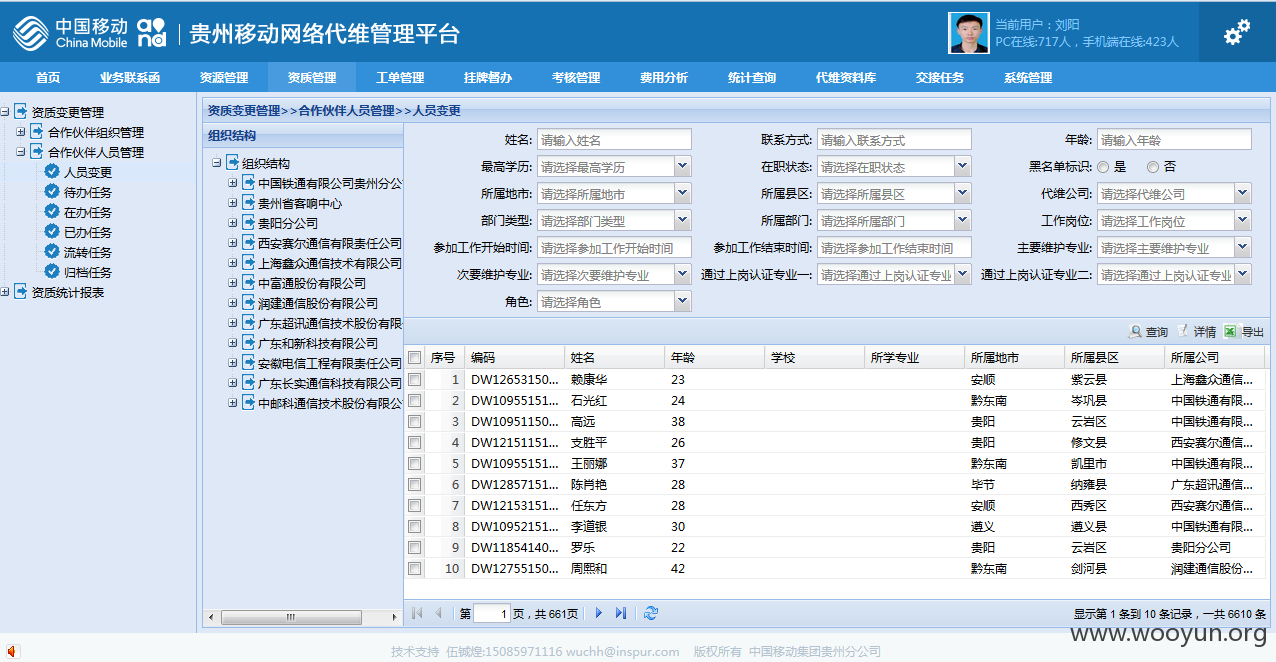 中国移动 China Mobile and 贵州移动网络代维管理平台
当前用户：刘阳
PC在线:717人，手机端在线:423人
首页 业务联系函 资源管理 资质管理 工单管理 挂牌督办 考核管理 费用分析 统计查询 代维资料库 交接任务 系统管理
资质变更管理
合作伙伴组织管理
合作伙伴人员管理
人员变更
待办任务
在办任务
已办任务
流转任务
归档任务
资质统计报表
资质变更管理>>合作伙伴人员管理>>人员变更
组织结构
组织结构
中国铁通有限公司贵州分公
贵州省客响中心
贵阳分公司
西安赛尔通信有限责任公司
上海鑫众通信技术有限公司
中富通股份有限公司
润建通信股份有限公司
广东超讯通信技术股份有限
广东和新科技有限公司
安徽电信工程有限责任公司
广东长实通信科技有限公司
中邮科通信技术股份有限公
姓名: 请输入姓名 联系方式: 请输入联系方式 年龄: 请输入年龄
最高学历: 请选择最高学历 在职状态: 请选择在职状态 黑名单标识: 是 否
所属地市: 请选择所属地市 所属县区: 请选择所属县区 代维公司: 请选择代维公司
部门类型: 请选择部门类型 所属部门: 请选择所属部门 工作岗位: 请选择工作岗位
参加工作开始时间: 请选择参加工作开始时间 参加工作结束时间: 请选择参加工作结束时间 主要维护专业: 请选择主要维护专业
次要维护专业: 请选择次要维护专业 通过上岗认证专业一: 请选择通过上岗认证专业 通过上岗认证专业二: 请选择通过上岗认证专业
角色: 请选择角色
查询 详情 导出
序号 编码 姓名 年龄 学校 所学专业 所属地市 所属县区 所属公司
1 DW12653150... 赖康华 23 安顺 紫云县 上海鑫众通信...
2 DW10955151... 石光红 24 黔东南 岑巩县 中国铁通有限...
3 DW10951150... 高远 38 贵阳 云岩区 中国铁通有限...
4 DW12151151... 支胜平 26 贵阳 修文县 西安赛尔通信...
5 DW10955151... 王丽娜 37 黔东南 凯里市 中国铁通有限...
6 DW12857151... 陈肖艳 28 毕节 纳雍县 广东超讯通信...
7 DW12153151... 任东方 28 安顺 西秀区 西安赛尔通信...
8 DW10952151... 李道银 30 遵义 遵义县 中国铁通有限...
9 DW11854140... 罗乐 22 贵阳 云岩区 贵阳分公司
10 DW12755150... 周熙和 42 黔东南 剑河县 润建通信股份...
第 1 页，共 661页 显示第 1 条到 10 条记录，一共 6610 条
www.wooyun.org
技术支持 伍铖煌:15085971116 wuchh@inspur.com 版权所有 中国移动集团贵州分公司